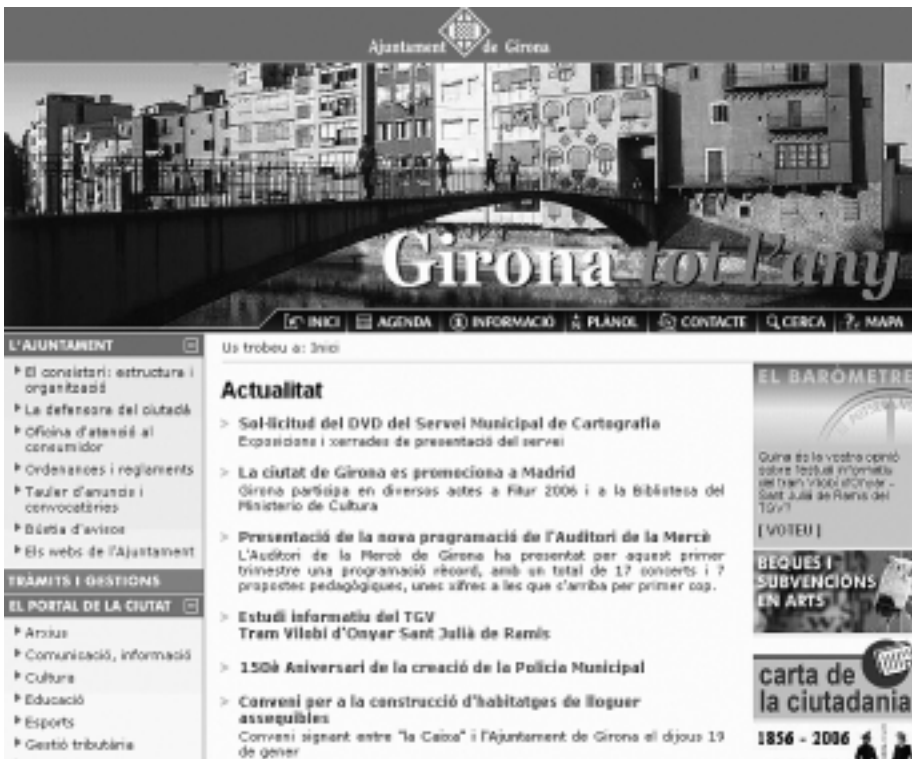 Ajuntament de Girona
Girona tot l'any
INICI AGENDA INFORMACIÓ PLÀNOL CONTACTE CERCA MAPA
L'AJUNTAMENT
El consistori: estructura i
organització
La defensora del ciutadà
Oficina d'atenció al
consumidor
Ordenances i reglaments
Tauler d'anuncis i
convocatòries
Bústia d'avisos
Els webs de l'Ajuntament
TRÀMITS I GESTIONS
EL PORTAL DE LA CIUTAT
Arxius
Comunicació, informació
Cultura
Educació
Esports
Gestió tributària
Us trobeu a: Inici
Actualitat
> Sol·licitud del DVD del Servei Municipal de Cartografia
Exposicions i xerrades de presentació del servei
> La ciutat de Girona es promociona a Madrid
Girona participa en diversos actes a Fitur 2006 i a la Biblioteca del
Ministerio de Cultura
> Presentació de la nova programació de l'Auditori de la Mercè
L'Auditori de la Mercè de Girona ha presentat per aquest primer
trimestre una programació rècord, amb un total de 17 concerts i 7
propostes pedagògiques, unes xifres a les que s'arriba per primer cop.
> Estudi informatiu del TGV
Tram Vilobí d'Onyar Sant Julià de Ramis
> 150è Aniversari de la creació de la Policia Municipal
> Conveni per a la construcció d'habitatges de lloguer
assequibles
Conveni signant entre "la Caixa" i l'Ajuntament de Girona el dijous 19
de gener
EL BARÒMETRE
Quina és la vostra opinió
sobre l'estudi informatiu
del tram Vilobí d'Onyar -
Sant Julià de Ramis del
TGV?
[VOTEU]
BEQUES I
SUBVENCIONS
EN ARTS
carta de
la ciutadania
1856 - 2006